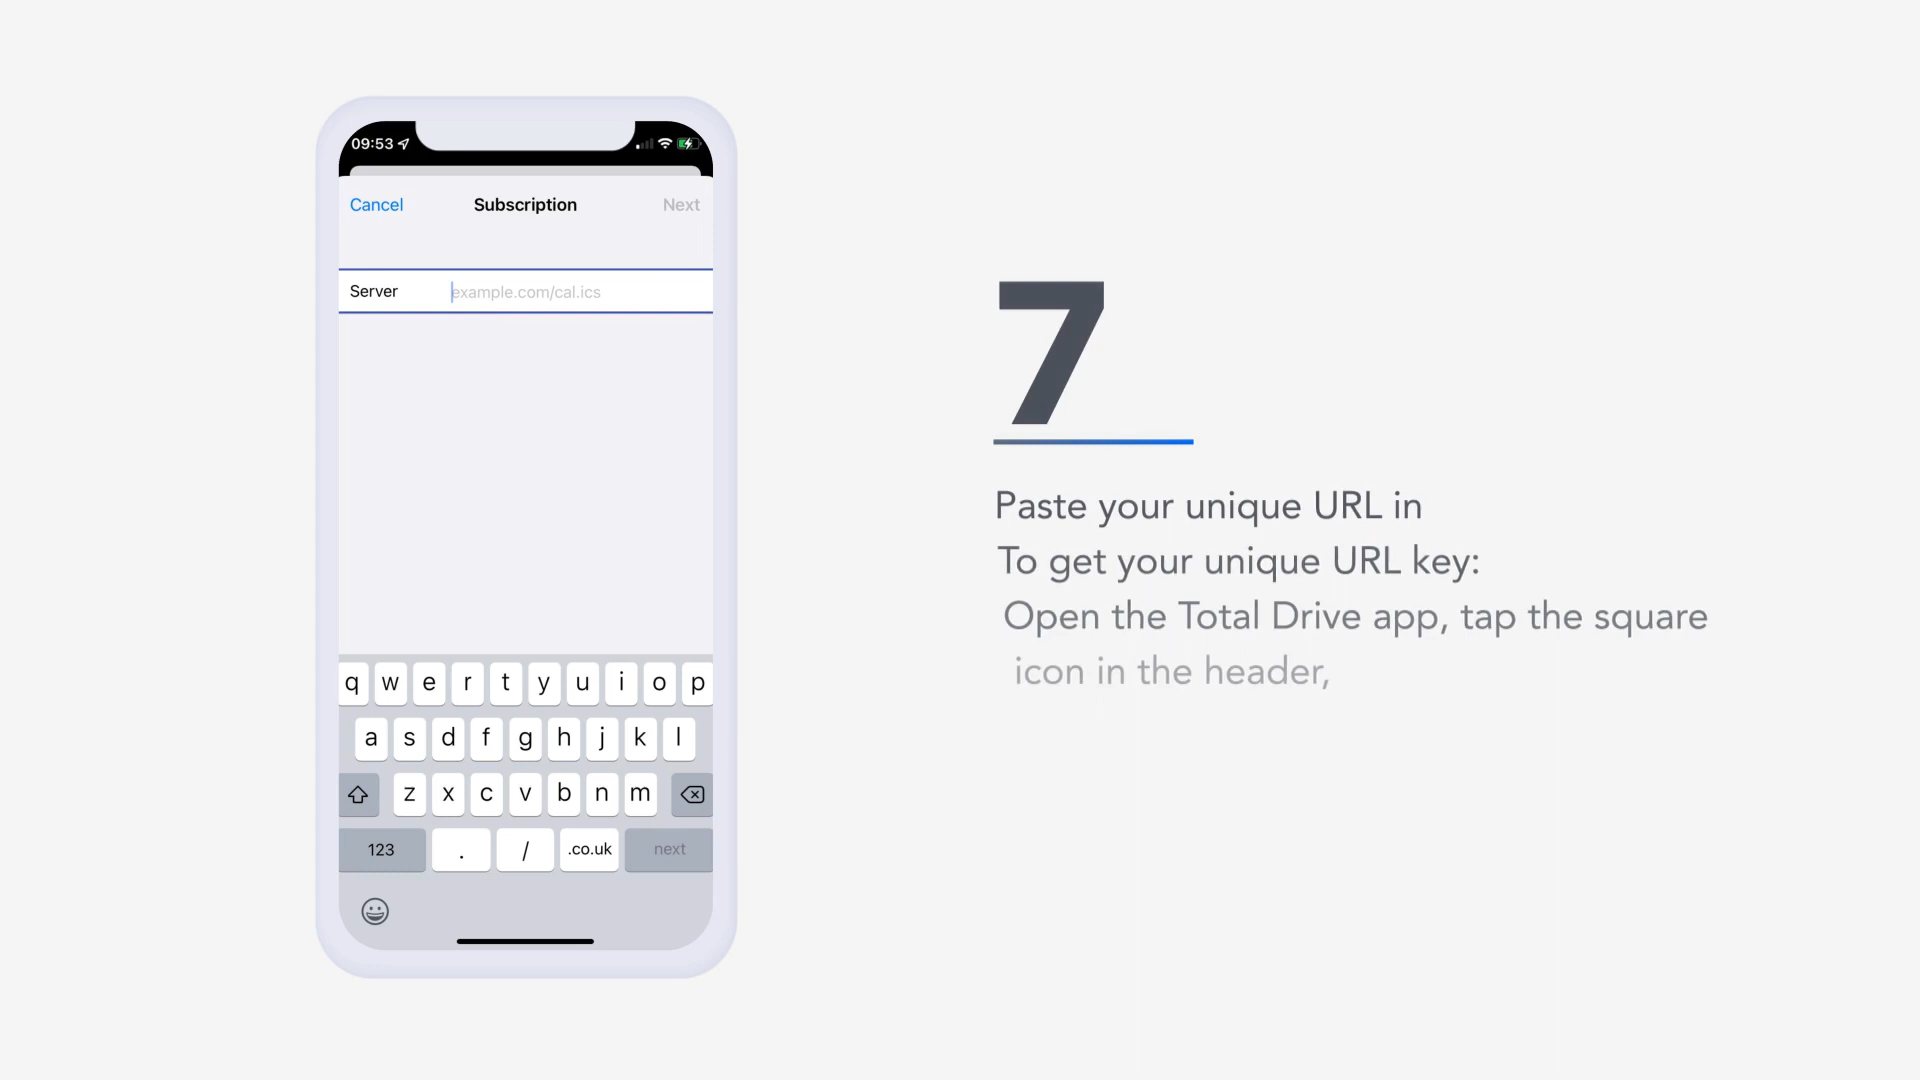 09:53
Cancel Subscription Next
Server example.com/cal.ics
q w e r t y u i o p
a s d f g h j k l
z x c v b n m
123 . / .co.uk next
7
Paste your unique URL in
To get your unique URL key:
Open the Total Drive app, tap the square
icon in the header,